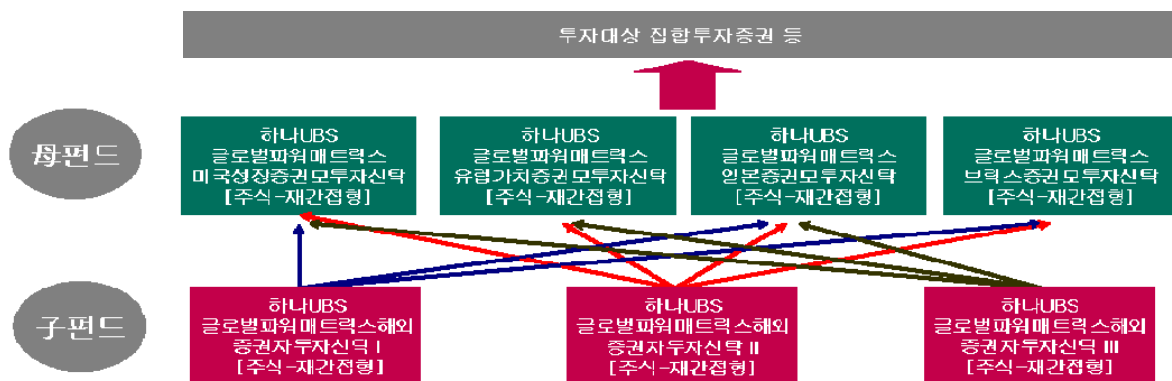 투자대상 집합투자증권 등
母펀드
하나UBS
글로벌파워매트릭스
미국성장증권모투자신탁
[주식-재간접형]
하나UBS
글로벌파워매트릭스
유럽가치증권모투자신탁
[주식-재간접형]
하나UBS
글로벌파워매트릭스
일본증권모투자신탁
[주식-재간접형]
하나UBS
글로벌파워매트릭스
브릭스증권모투자신탁
[주식-재간접형]
子펀드
하나UBS
글로벌파워매트릭스해외
증권자투자신탁 I
[주식-재간접형]
하나UBS
글로벌파워매트릭스해외
증권자투자신탁 II
[주식-재간접형]
하나UBS
글로벌파워매트릭스해외
증권자투자신탁 III
[주식-재간접형]